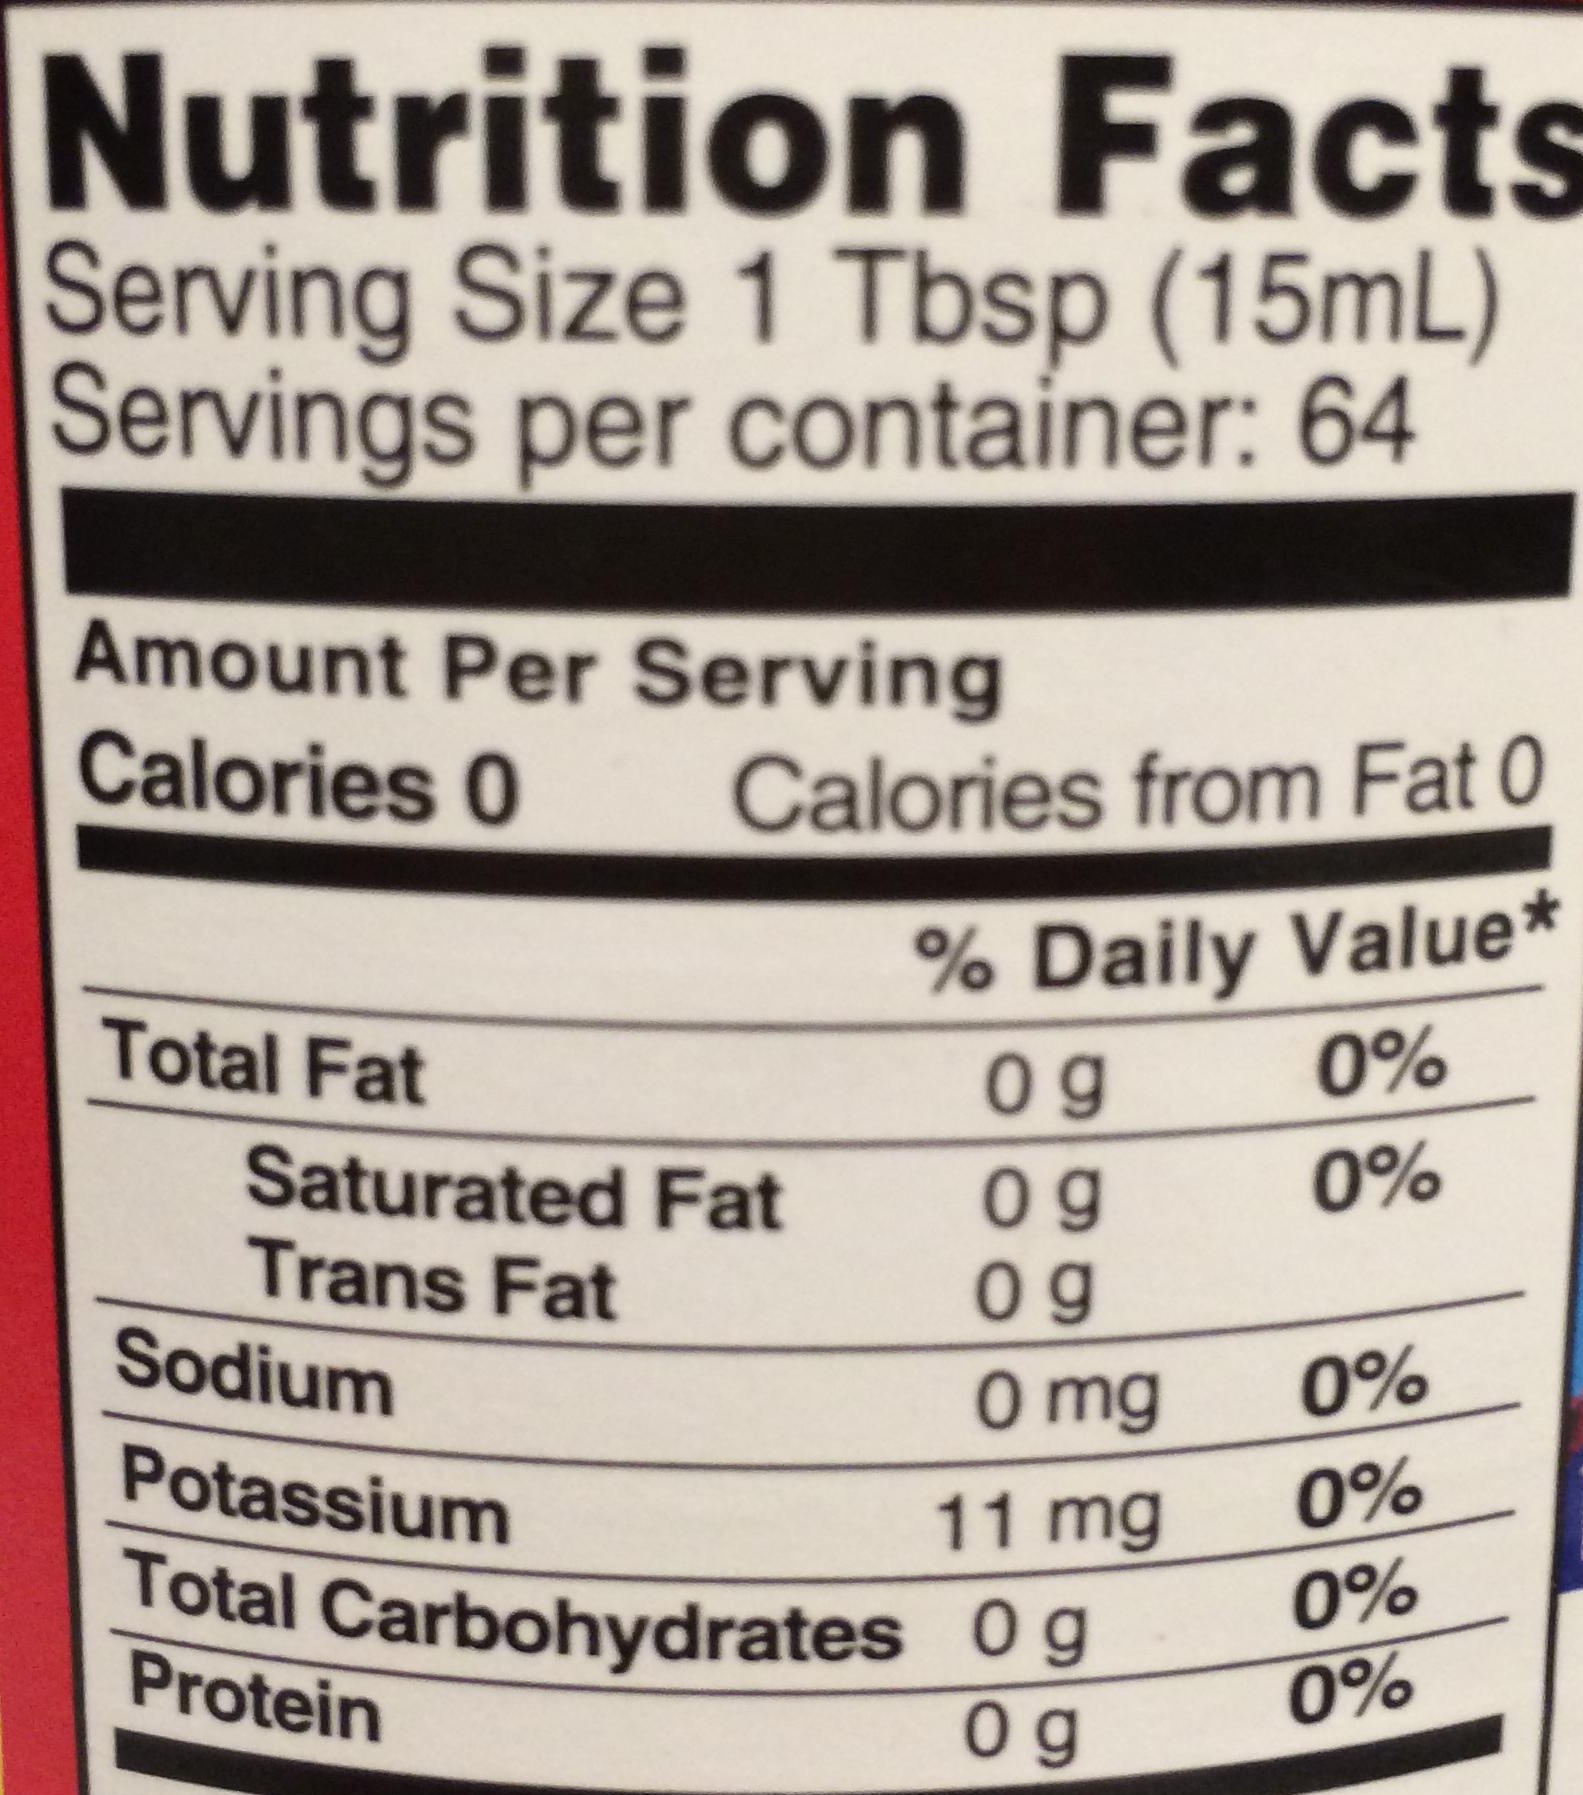 Nutrition Facts
Serving Size 1 Tbsp (15mL)
Servings per container: 64
Amount Per Serving
Calories 0 Calories from Fat 0
% Daily Value*
Total Fat 0 g 0%
Saturated Fat 0 g 0%
Trans Fat 0 g
Sodium 0 mg 0%
Potassium 11 mg 0%
Total Carbohydrates 0 g 0%
Protein 0 g 0%